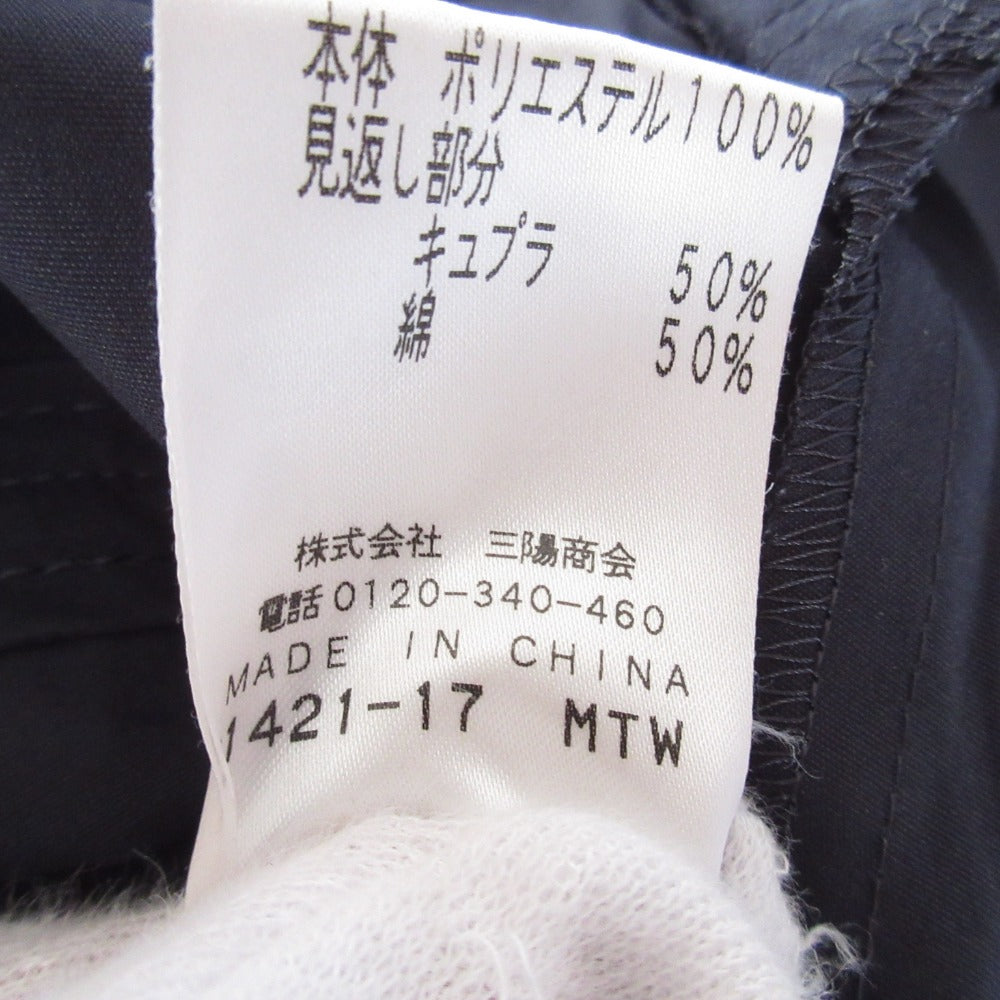 本体 ポリエステル100%
見返し部分
キュプラ 50%
綿 50%
株式会社 三陽商会
電話0120-340-460
MADE IN CHINA
1421-17 MTW